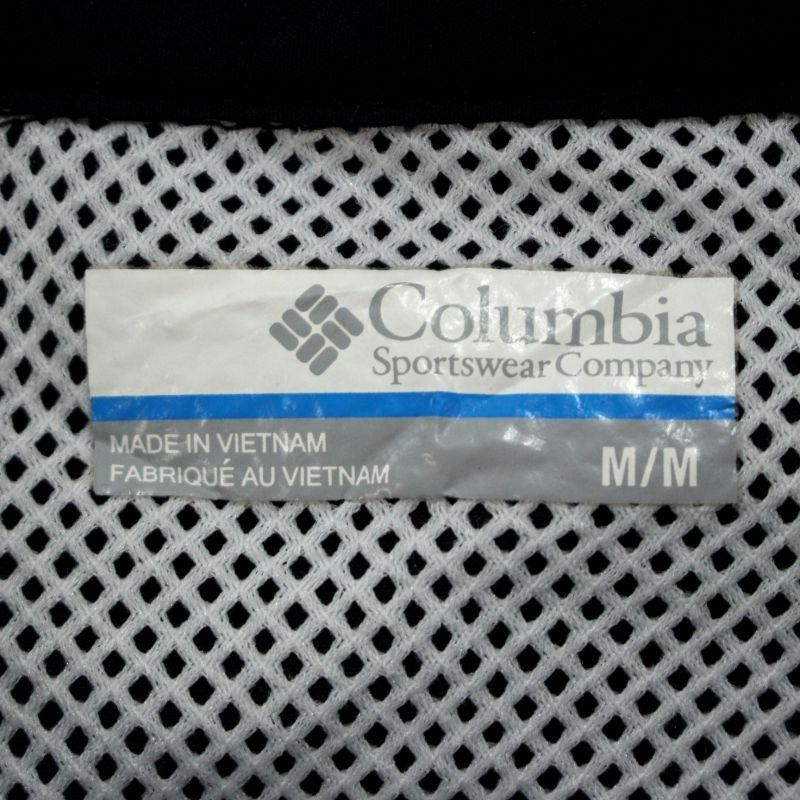 Columbia
Sportswear Company
MADE IN VIETNAM
FABRIQUÉ AU VIETNAM
M/M